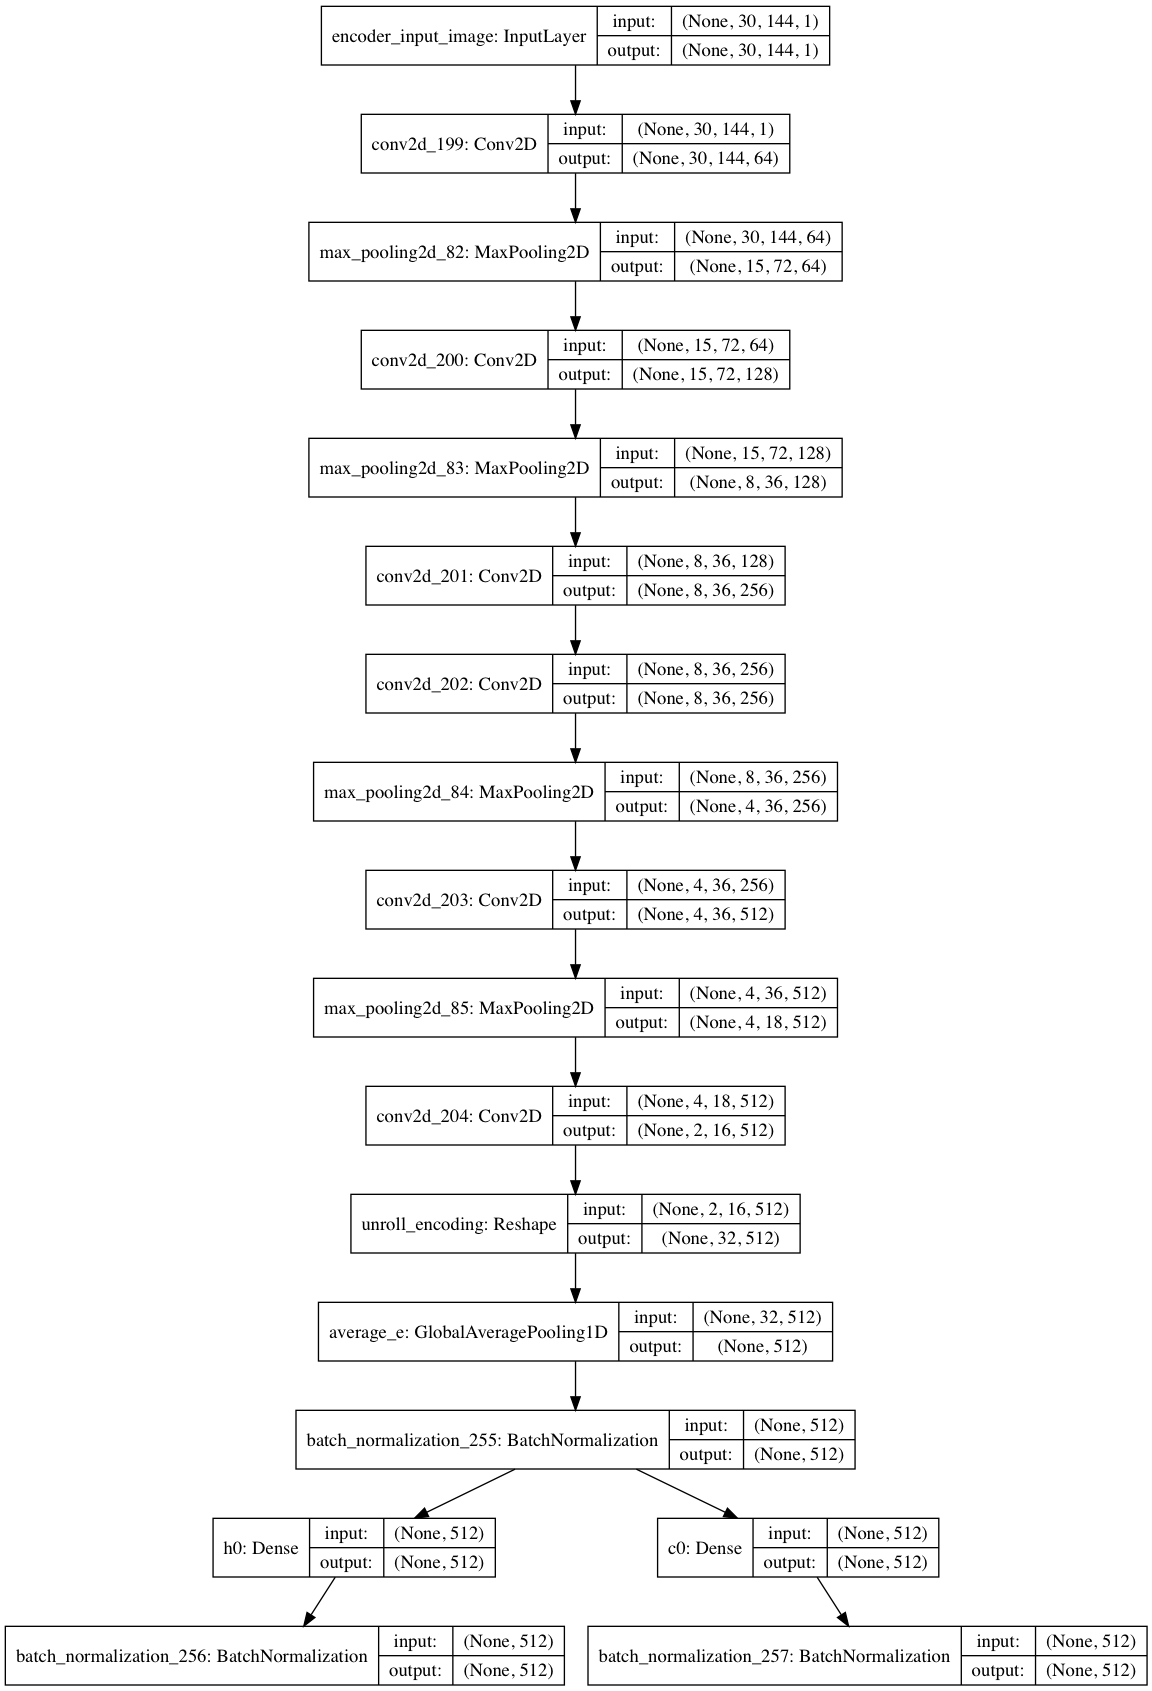 encoder_input_image: InputLayer
input: (None, 30, 144, 1)
output: (None, 30, 144, 1)
conv2d_199: Conv2D
input: (None, 30, 144, 1)
output: (None, 30, 144, 64)
max_pooling2d_82: MaxPooling2D
input: (None, 30, 144, 64)
output: (None, 15, 72, 64)
conv2d_200: Conv2D
input: (None, 15, 72, 64)
output: (None, 15, 72, 128)
max_pooling2d_83: MaxPooling2D
input: (None, 15, 72, 128)
output: (None, 8, 36, 128)
conv2d_201: Conv2D
input: (None, 8, 36, 128)
output: (None, 8, 36, 256)
conv2d_202: Conv2D
input: (None, 8, 36, 256)
output: (None, 8, 36, 256)
max_pooling2d_84: MaxPooling2D
input: (None, 8, 36, 256)
output: (None, 4, 36, 256)
conv2d_203: Conv2D
input: (None, 4, 36, 256)
output: (None, 4, 36, 512)
max_pooling2d_85: MaxPooling2D
input: (None, 4, 36, 512)
output: (None, 4, 18, 512)
conv2d_204: Conv2D
input: (None, 4, 18, 512)
output: (None, 2, 16, 512)
unroll_encoding: Reshape
input: (None, 2, 16, 512)
output: (None, 32, 512)
average_e: GlobalAveragePooling1D
input: (None, 32, 512)
output: (None, 512)
batch_normalization_255: BatchNormalization
input: (None, 512)
output: (None, 512)
h0: Dense
input: (None, 512)
output: (None, 512)
c0: Dense
input: (None, 512)
output: (None, 512)
batch_normalization_256: BatchNormalization
input: (None, 512)
output: (None, 512)
batch_normalization_257: BatchNormalization
input: (None, 512)
output: (None, 512)